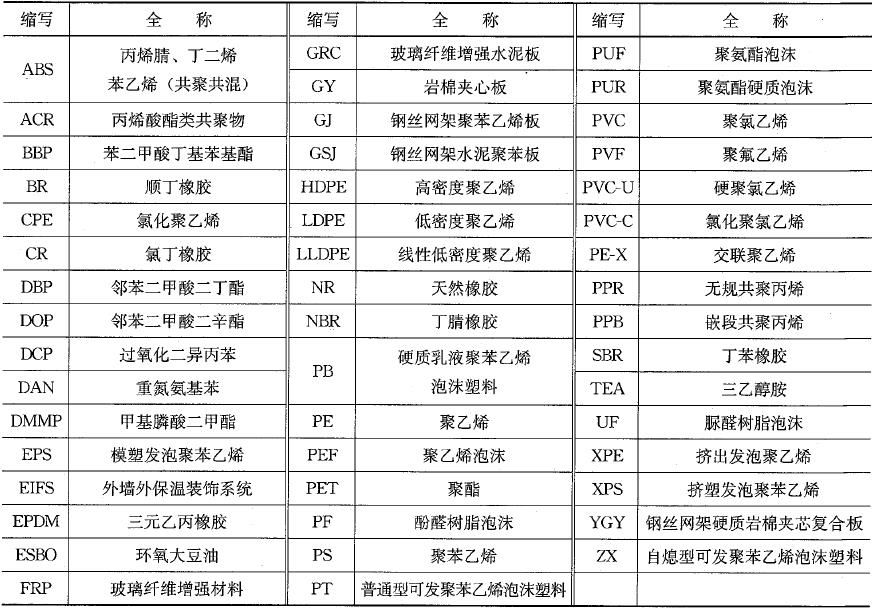 缩写 全 称 缩写 全 称 缩写 全 称
ABS 丙烯腈、丁二烯 GRC 玻璃纤维增强水泥板 PUF 聚氨酯泡沫
苯乙烯（共聚共混） GY 岩棉夹心板 PUR 聚氨酯硬质泡沫
ACR 丙烯酸酯类共聚物 GJ 钢丝网架聚苯乙烯板 PVC 聚氯乙烯
BBP 苯二甲酸丁基苯基酯 GSJ 钢丝网架水泥聚苯板 PVF 聚氟乙烯
BR 顺丁橡胶 HDPE 高密度聚乙烯 PVC-U 硬聚氯乙烯
CPE 氯化聚乙烯 LDPE 低密度聚乙烯 PVC-C 氯化聚氯乙烯
CR 氯丁橡胶 LLDPE 线性低密度聚乙烯 PE-X 交联聚乙烯
DBP 邻苯二甲酸二丁酯 NR 天然橡胶 PPR 无规共聚丙烯
DOP 邻苯二甲酸二辛酯 NBR 丁腈橡胶 PPB 嵌段共聚丙烯
DCP 过氧化二异丙苯 PB 硬质乳液聚苯乙烯 SBR 丁苯橡胶
DAN 重氮氨基苯 泡沫塑料 TEA 三乙醇胺
DMMP 甲基膦酸二甲酯 PE 聚乙烯 UF 脲醛树脂泡沫
EPS 模塑发泡聚苯乙烯 PEF 聚乙烯泡沫 XPE 挤出发泡聚乙烯
EIFS 外墙外保温装饰系统 PET 聚酯 XPS 挤塑发泡聚苯乙烯
EPDM 三元乙丙橡胶 PF 酚醛树脂泡沫 YGY 钢丝网架硬质岩棉夹芯复合板
ESBO 环氧大豆油 PS 聚苯乙烯 ZX 自熄型可发聚苯乙烯泡沫塑料
FRP 玻璃纤维增强材料 PT 普通型可发聚苯乙烯泡沫塑料